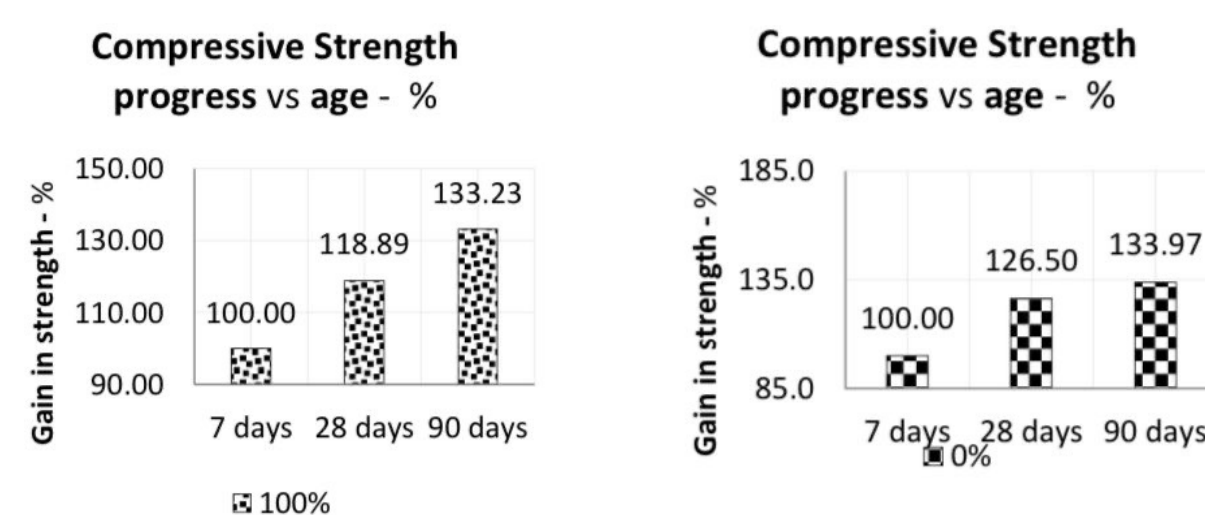 Compressive Strength
progress vs age - %
Gain in strength - %
150.00
130.00
110.00
90.00
100.00
118.89
133.23
7 days 28 days 90 days
100%
Compressive Strength
progress vs age - %
Gain in strength - %
185.0
135.0
85.0
100.00
126.50
133.97
7 days 28 days 90 days
0%